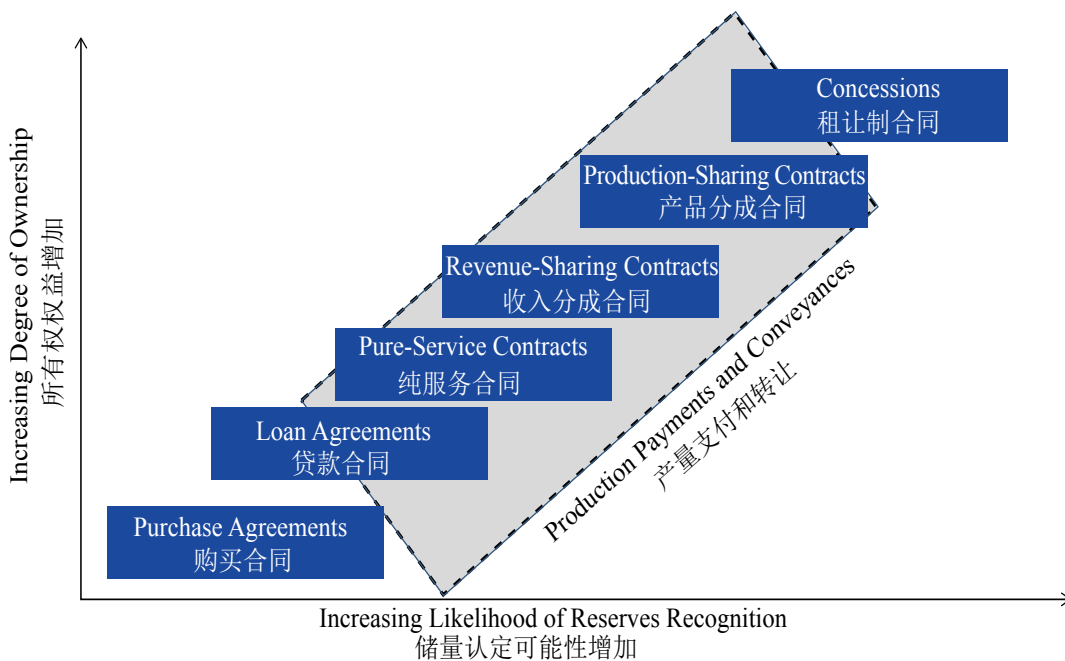 Concessions
租让制合同
Production-Sharing Contracts
产品分成合同
Revenue-Sharing Contracts
收入分成合同
Pure-Service Contracts
纯服务合同
Loan Agreements
贷款合同
Purchase Agreements
购买合同
Production Payments and Conveyances
产量支付和转让
Increasing Degree of Ownership
所有权权益增加
Increasing Likelihood of Reserves Recognition
储量认定可能性增加